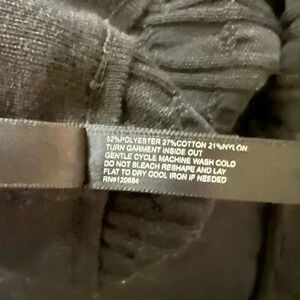 52%POLYESTER 27%COTTON 21%NYLON
TURN GARMENT INSIDE OUT
GENTLE CYCLE MACHINE WASH COLD
DO NOT BLEACH RESHAPE AND LAY
FLAT TO DRY COOL IRON IF NEEDED
RN#120884